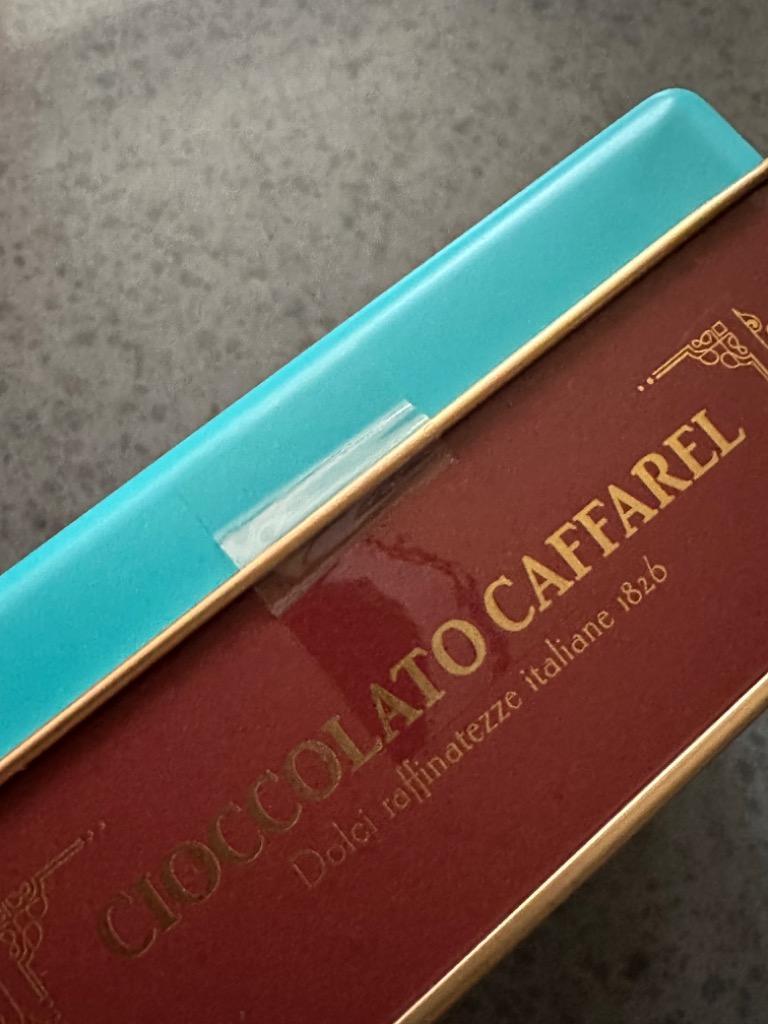 CIOCCOLATO CAFFAREL
Dolci raffinatezze italiane 1826